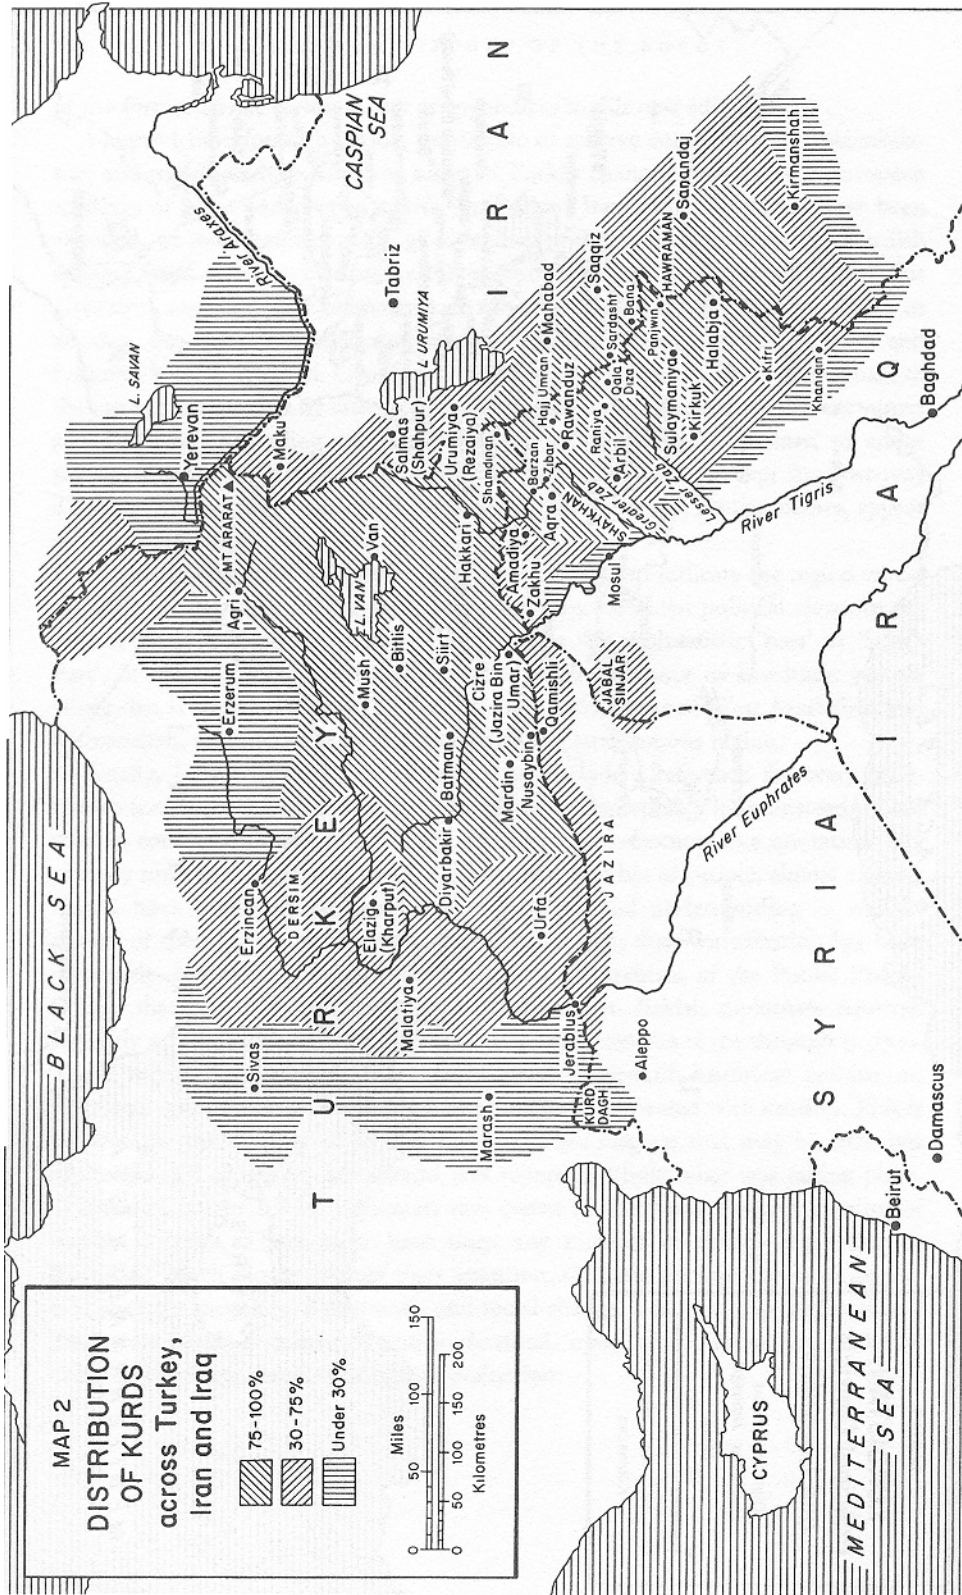 MAP 2
DISTRIBUTION
OF KURDS
across Turkey,
Iran and Iraq
75-100%
30-75%
Under 30%
Miles
0
50
100
150
0
50
100
150
200
Kilometres
BLACK SEA
CASPIAN
SEA
MEDITERRANEAN
SEA
CYPRUS
TURKEY
IRAN
SYRIA
IRAQ
River Araxes
L. SAVAN
Yerevan
MT ARARAT
Maku
Tabriz
L URUMIYA
Salmas
(Shahpur)
Urumiya
(Rezaiya)
Shamdinan
Mahabad
Hajj Umran
Rawanduz
Barzan
Zibar
Aqra
Amadiya
Zakhu
SHAYKHAN
Greater Zab
Lesser Zab
Arbil
Raniya
Qala
Diza
Sardasht
Saqqiz
Bana
Panjwin
HAWRAMAN
Sanandaj
Sulaymaniya
Kirkuk
Halabja
Kifri
Khaniqin
Kirmanshah
Baghdad
River Tigris
Mosul
JABAL
SINJAR
River Euphrates
Agri
Erzerum
Erzincan
DERSIM
Sivas
Malatiya
Elazig
(Kharput)
Marash
L. VAN
Van
Mush
Bitlis
Siirt
Hakkari
Batman
Diyarbakir
Cizre
(Jazira Bin
Umar)
Mardin
Nusaybin
Qamishli
Urfa
JAZIRA
Jerablus
KURD
DAGH
Aleppo
Damascus
Beirut